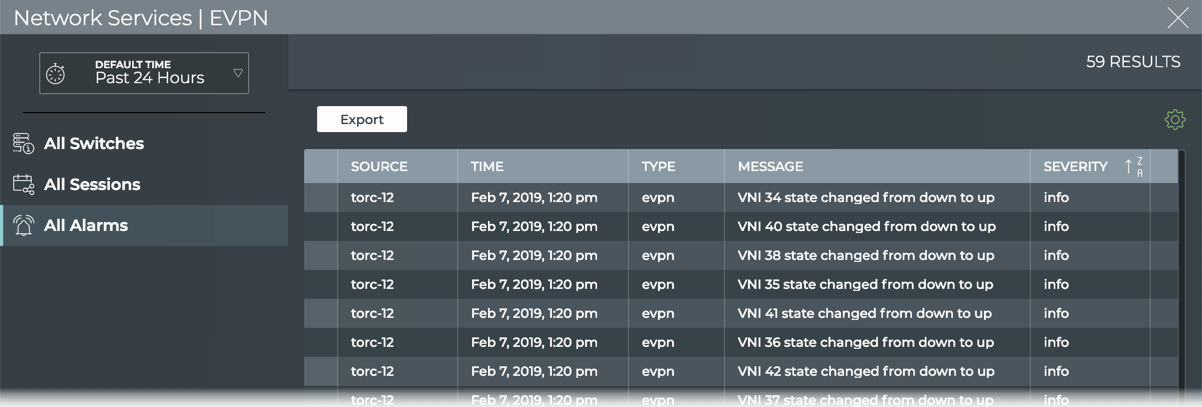 Network Services | EVPN
DEFAULT TIME
Past 24 Hours
59 RESULTS
All Switches
All Sessions
All Alarms
Export
SOURCE TIME TYPE MESSAGE SEVERITY Z A
torc-12 Feb 7, 2019, 1:20 pm evpn VNI 34 state changed from down to up info
torc-12 Feb 7, 2019, 1:20 pm evpn VNI 40 state changed from down to up info
torc-12 Feb 7, 2019, 1:20 pm evpn VNI 38 state changed from down to up info
torc-12 Feb 7, 2019, 1:20 pm evpn VNI 35 state changed from down to up info
torc-12 Feb 7, 2019, 1:20 pm evpn VNI 41 state changed from down to up info
torc-12 Feb 7, 2019, 1:20 pm evpn VNI 36 state changed from down to up info
torc-12 Feb 7, 2019, 1:20 pm evpn VNI 42 state changed from down to up info
torc-12 Feb 7, 2019, 1:20 pm evpn VNI 37 state changed from down to up info